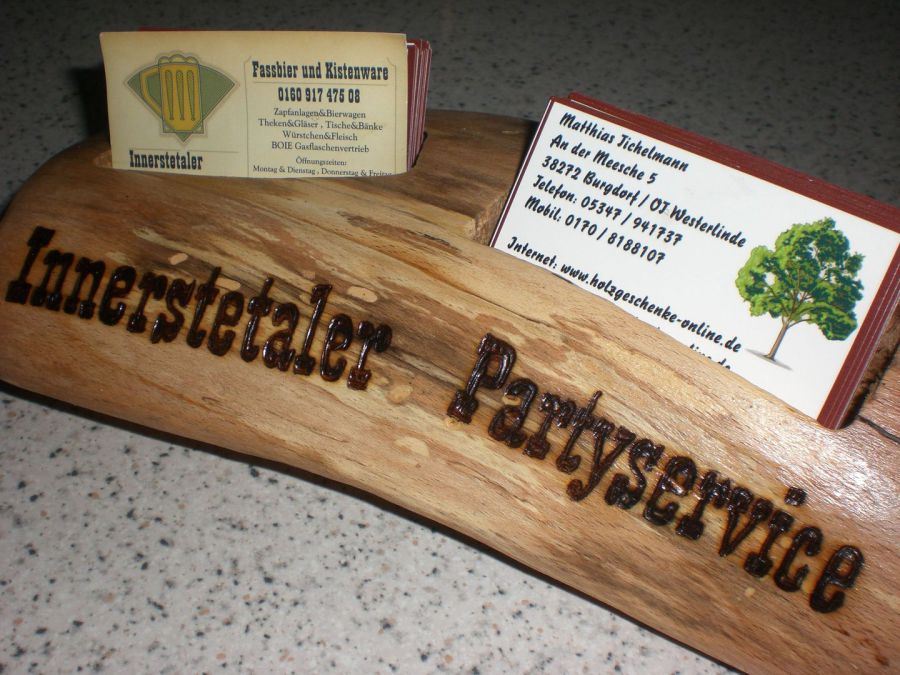 Fassbier und Kistenware
0160 917 475 08
Zapfanlagen&Bierwagen
Theken&Gläser , Tische&Bänke
Würstchen&Fleisch
BOIE Gasflaschenvertrieb
Öffnungszeiten:
Montag & Dienstag , Donnerstag & Freitag
Innerstetaler
Matthias Tichelmann
An der Meesche 5
38272 Burgdorf / OT Westerlinde
Telefon: 05347 / 941737
Mobil: 0170 / 8188107
Internet: www.holzgeschenke-online.de
Innerstetaler Partyservice